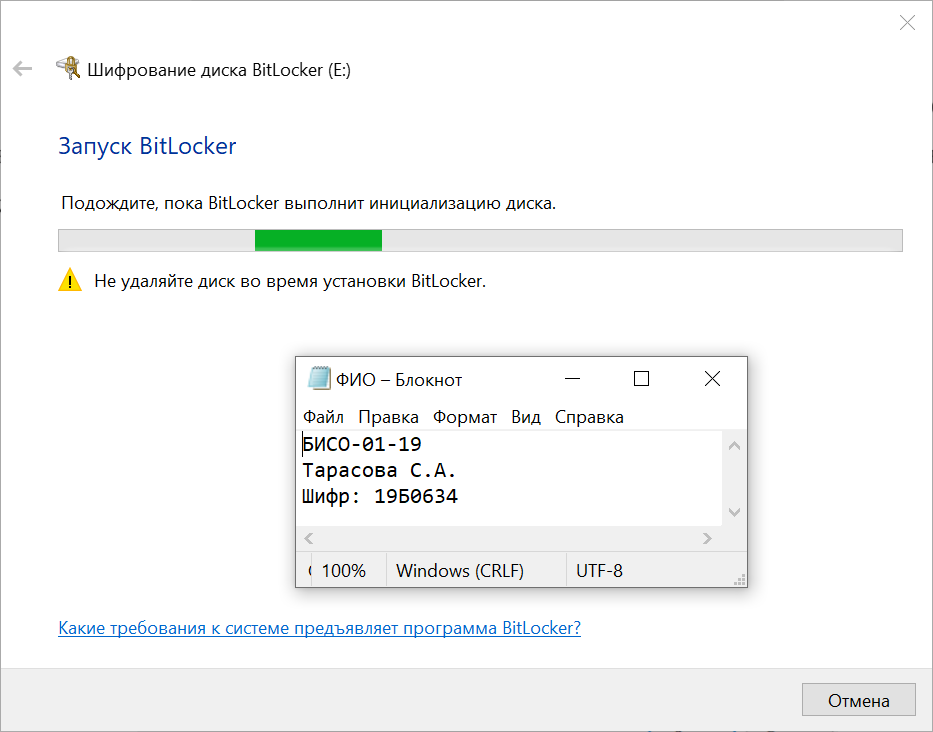 Шифрование диска BitLocker (E:)
Запуск BitLocker
Подождите, пока BitLocker выполнит инициализацию диска.
Не удаляйте диск во время установки BitLocker.
ФИО – Блокнот
Файл Правка Формат Вид Справка
БИСО-01-19
Тарасова С.А.
Шифр: 19Б0634
100% Windows (CRLF) UTF-8
Какие требования к системе предъявляет программа BitLocker?
Отмена